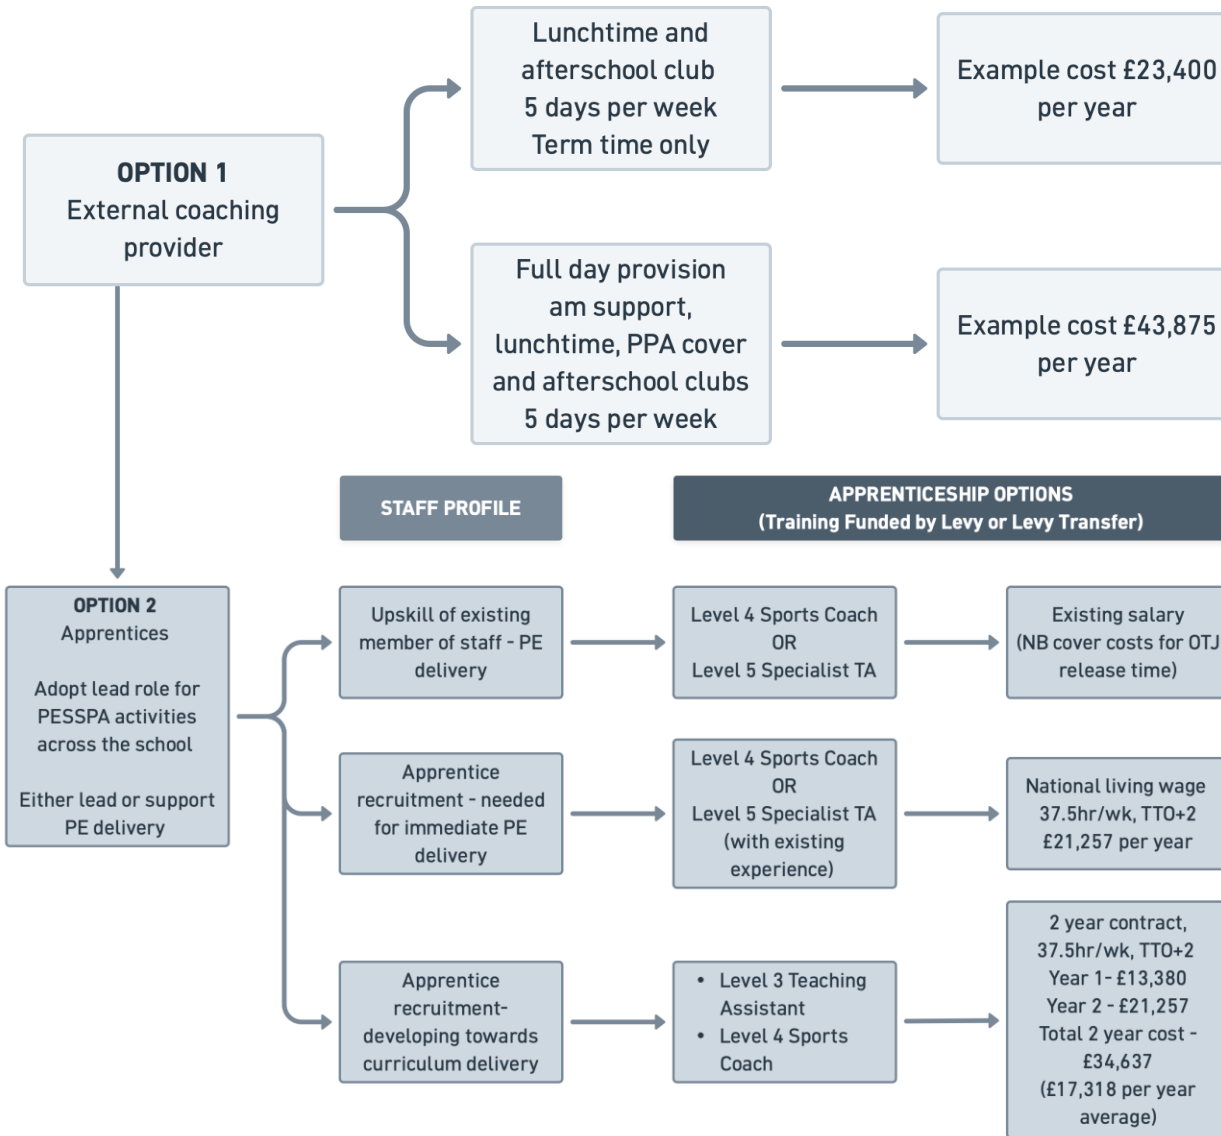 Lunchtime and
afterschool club
5 days per week
Term time only
Example cost £23,400
per year
OPTION 1
External coaching
provider
Full day provision
am support,
lunchtime, PPA cover
and afterschool clubs
5 days per week
Example cost £43,875
per year
STAFF PROFILE
APPRENTICESHIP OPTIONS
(Training Funded by Levy or Levy Transfer)
OPTION 2
Apprentices
Adopt lead role for
PESSPA activities
across the school
Either lead or support
PE delivery
Upskill of existing
member of staff - PE
delivery
Level 4 Sports Coach
OR
Level 5 Specialist TA
Existing salary
(NB cover costs for OTJ
release time)
Apprentice
recruitment - needed
for immediate PE
delivery
Level 4 Sports Coach
OR
Level 5 Specialist TA
(with existing
experience)
National living wage
37.5hr/wk, TTO+2
£21,257 per year
Apprentice
recruitment-
developing towards
curriculum delivery
• Level 3 Teaching
Assistant
• Level 4 Sports
Coach
2 year contract,
37.5hr/wk, TTO+2
Year 1- £13,380
Year 2 - £21,257
Total 2 year cost -
£34,637
(£17,318 per year
average)